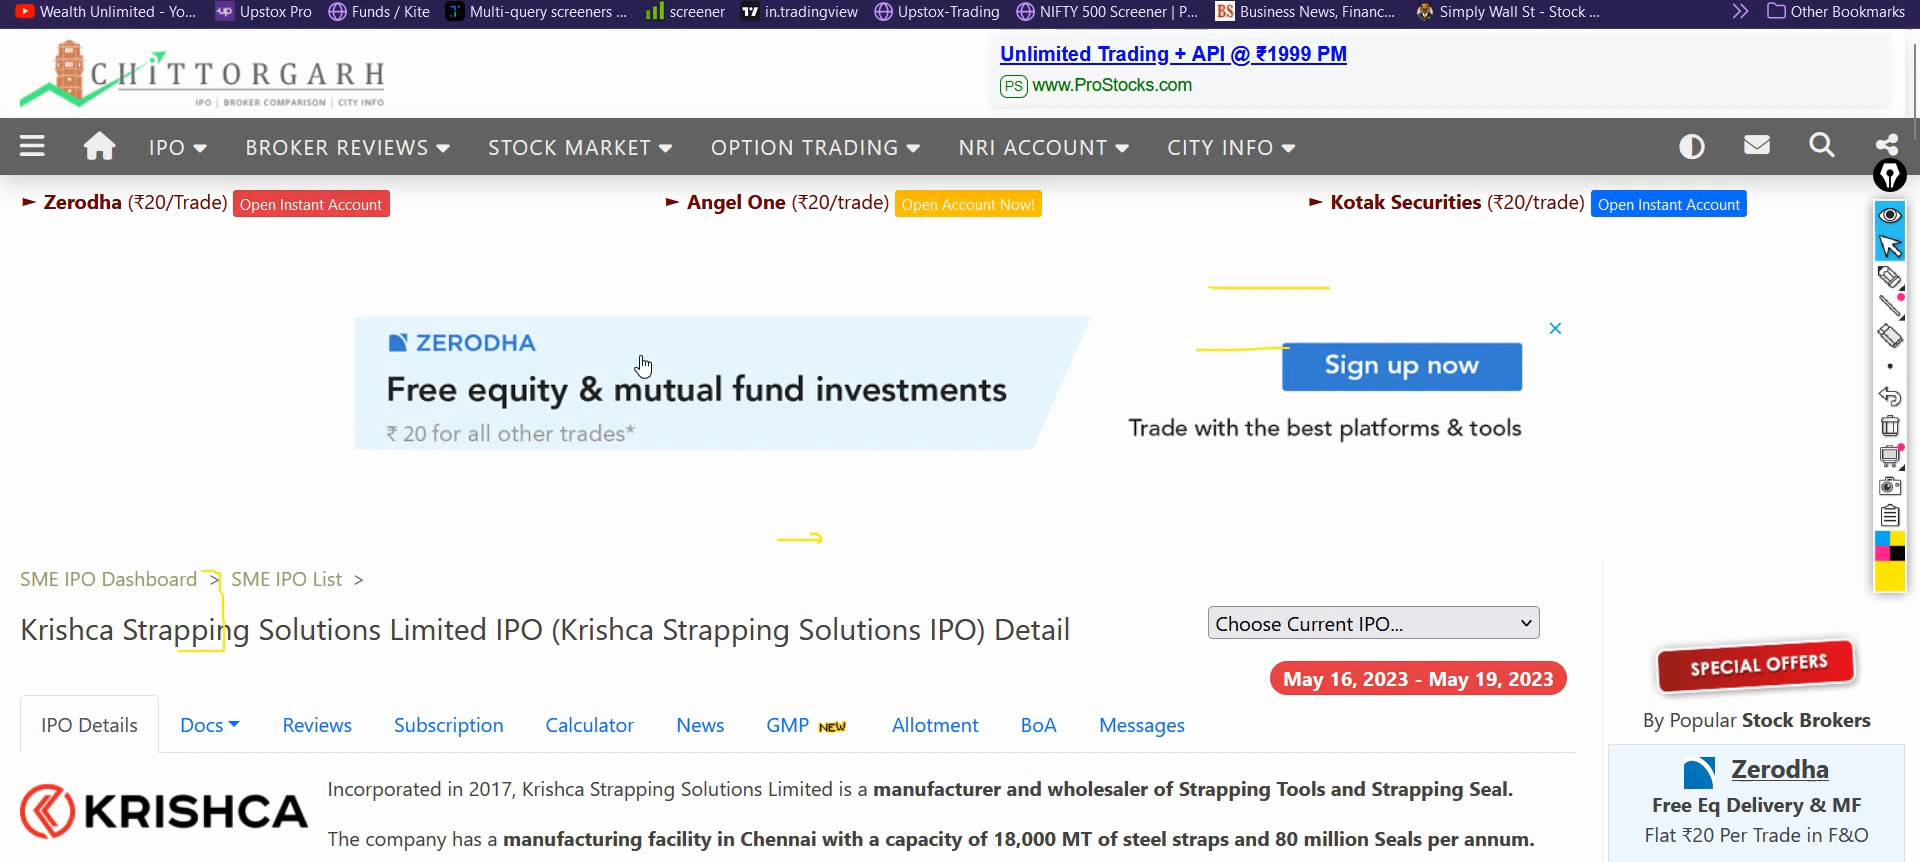 Wealth Unlimited - Yo... Upstox Pro Funds / Kite Multi-query screeners ... screener in.tradingview Upstox-Trading NIFTY 500 Screener | P... BS Business News, Financ... Simply Wall St - Stock ... Other Bookmarks
CHITTORGARH
IPO | BROKER COMPARISON | CITY INFO
Unlimited Trading + API @ ₹1999 PM
PS www.ProStocks.com
IPO BROKER REVIEWS STOCK MARKET OPTION TRADING NRI ACCOUNT CITY INFO
► Zerodha (₹20/Trade) Open Instant Account ► Angel One (₹20/trade) Open Account Now! ► Kotak Securities (₹20/trade) Open Instant Account
ZERODHA
Free equity & mutual fund investments
₹ 20 for all other trades*
Sign up now
Trade with the best platforms & tools
SME IPO Dashboard > SME IPO List >
Krishca Strapping Solutions Limited IPO (Krishca Strapping Solutions IPO) Detail
Choose Current IPO...
May 16, 2023 - May 19, 2023
IPO Details Docs Reviews Subscription Calculator News GMP NEW Allotment BoA Messages
KRISHCA
Incorporated in 2017, Krishca Strapping Solutions Limited is a manufacturer and wholesaler of Strapping Tools and Strapping Seal.
The company has a manufacturing facility in Chennai with a capacity of 18,000 MT of steel straps and 80 million Seals per annum.
SPECIAL OFFERS
By Popular Stock Brokers
Zerodha
Free Eq Delivery & MF
Flat ₹20 Per Trade in F&O